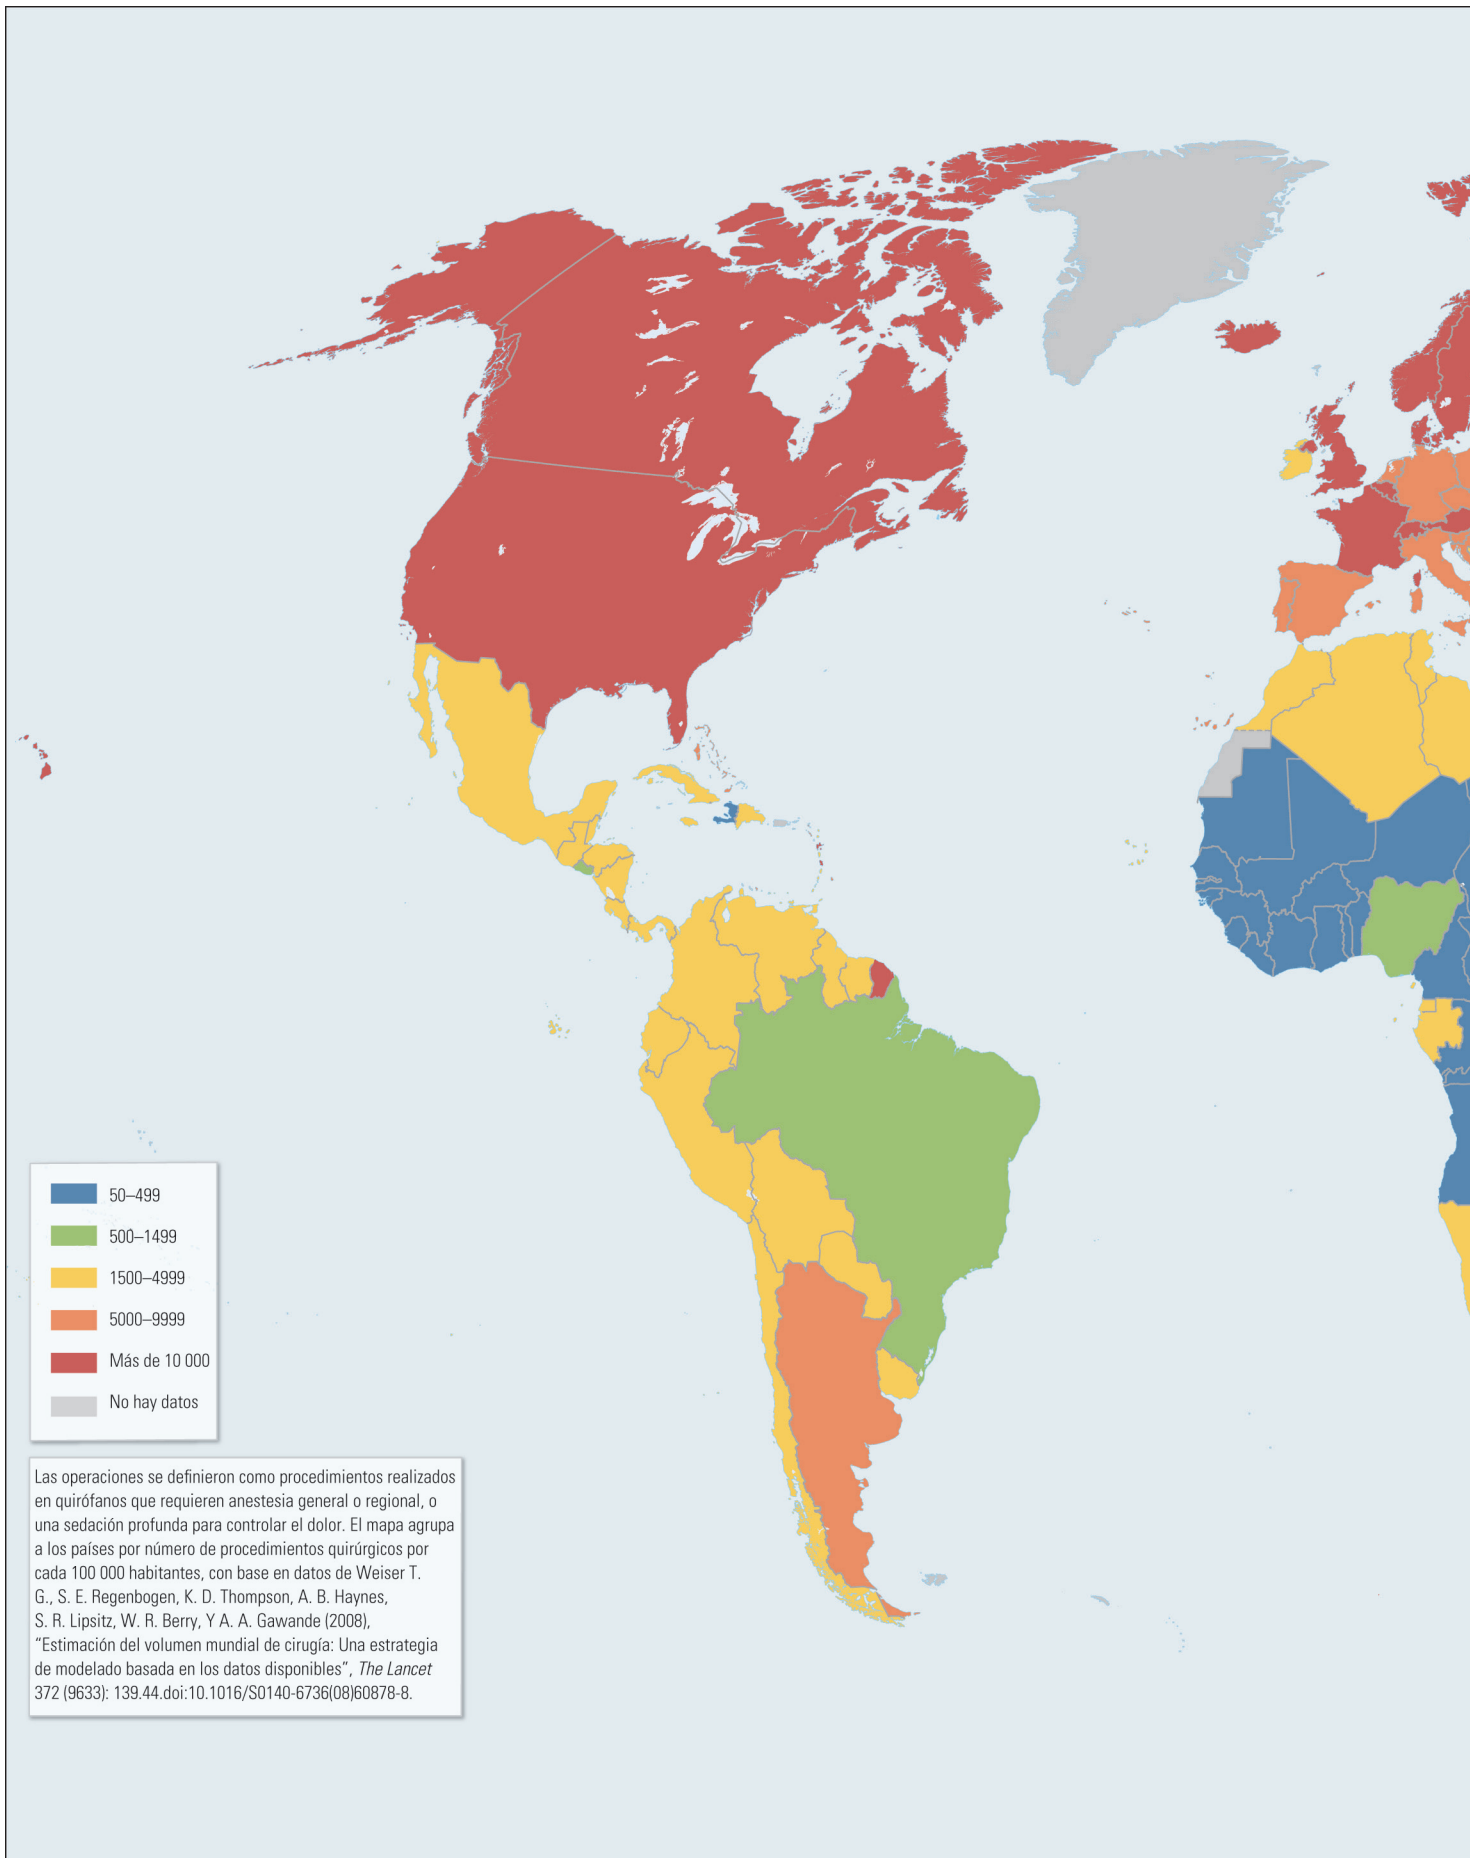 50–499
500–1499
1500–4999
5000–9999
Más de 10 000
No hay datos
Las operaciones se definieron como procedimientos realizados
en quirófanos que requieren anestesia general o regional, o
una sedación profunda para controlar el dolor. El mapa agrupa
a los países por número de procedimientos quirúrgicos por
cada 100 000 habitantes, con base en datos de Weiser T.
G., S. E. Regenbogen, K. D. Thompson, A. B. Haynes,
S. R. Lipsitz, W. R. Berry, Y A. A. Gawande (2008),
“Estimación del volumen mundial de cirugía: Una estrategia
de modelado basada en los datos disponibles”, The Lancet
372 (9633): 139.44.doi:10.1016/S0140-6736(08)60878-8.